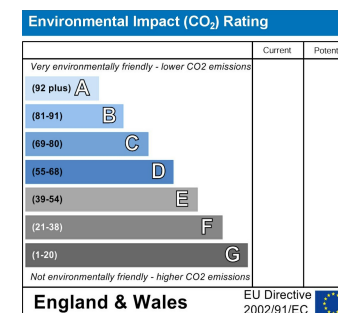 Environmental Impact (CO₂) Rating
Current Potent
Very environmentally friendly - lower CO2 emissions
(92 plus) A
(81-91) B
(69-80) C
(55-68) D
(39-54) E
(21-38) F
(1-20) G
Not environmentally friendly - higher CO2 emissions
England & Wales
EU Directive
2002/91/EC